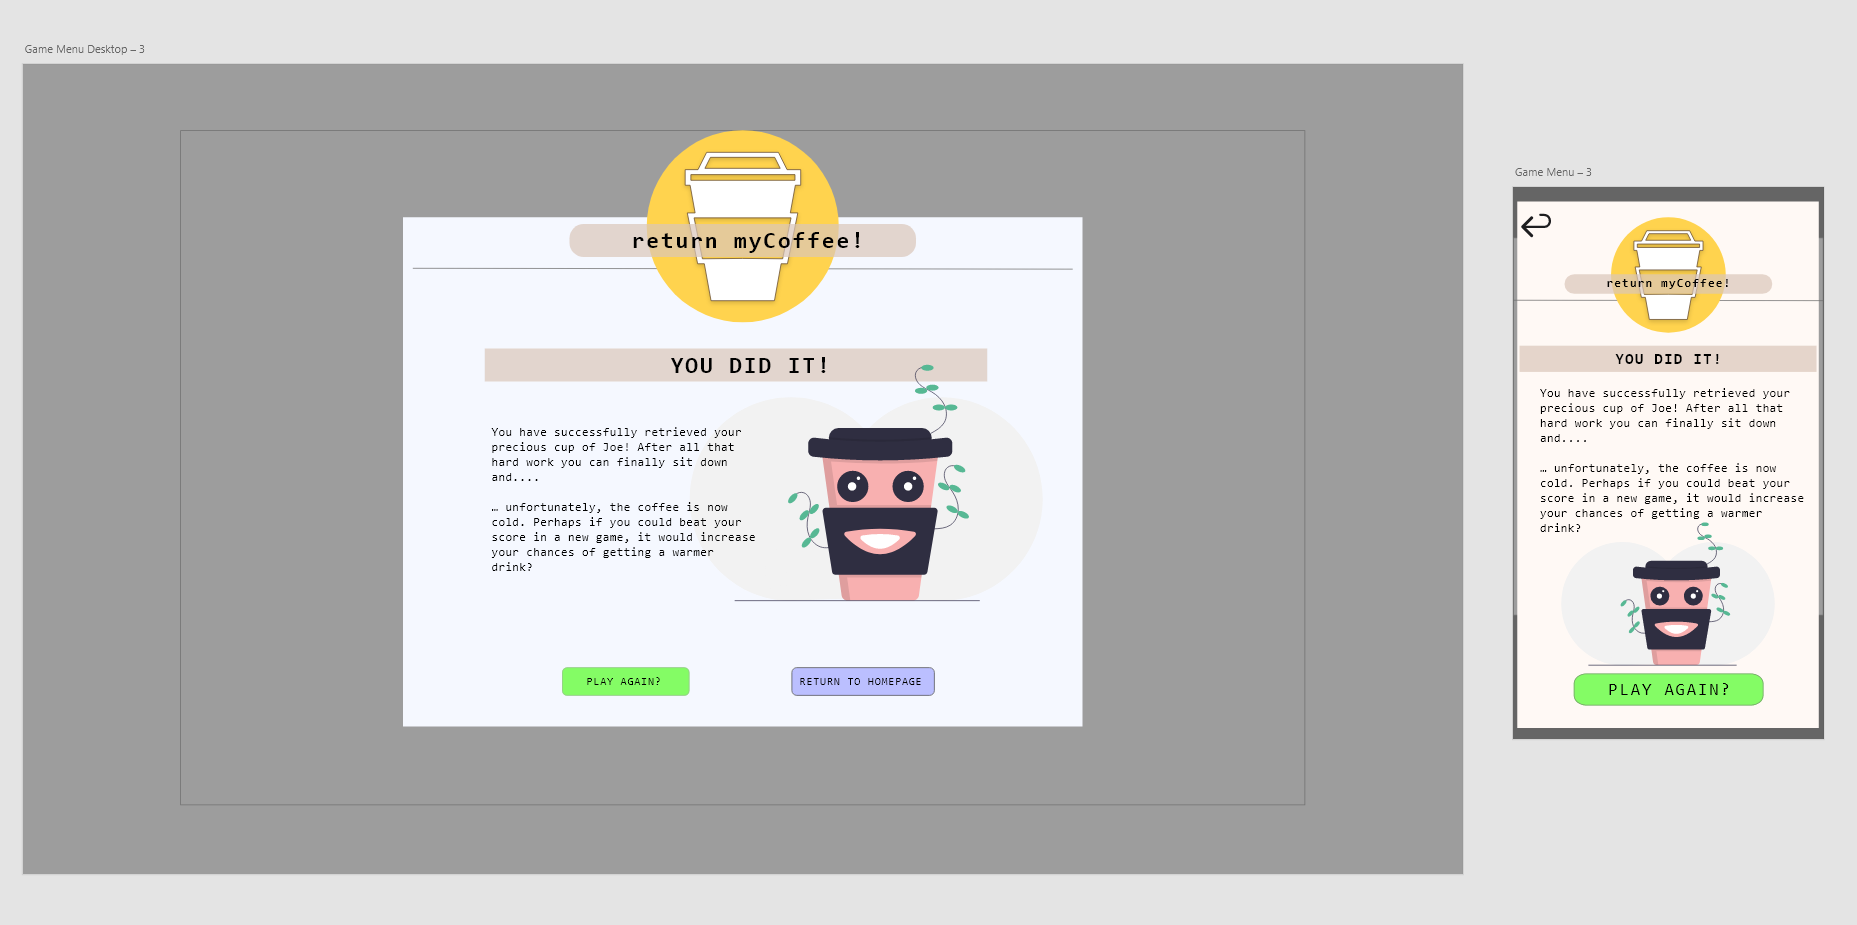 Game Menu Desktop – 3
return myCoffee!
YOU DID IT!
You have successfully retrieved your
precious cup of Joe! After all that
hard work you can finally sit down
and....
… unfortunately, the coffee is now
cold. Perhaps if you could beat your
score in a new game, it would increase
your chances of getting a warmer
drink?
PLAY AGAIN?
RETURN TO HOMEPAGE
Game Menu – 3
return myCoffee!
YOU DID IT!
You have successfully retrieved your
precious cup of Joe! After all that
hard work you can finally sit down
and....
… unfortunately, the coffee is now
cold. Perhaps if you could beat your
score in a new game, it would increase
your chances of getting a warmer
drink?
PLAY AGAIN?